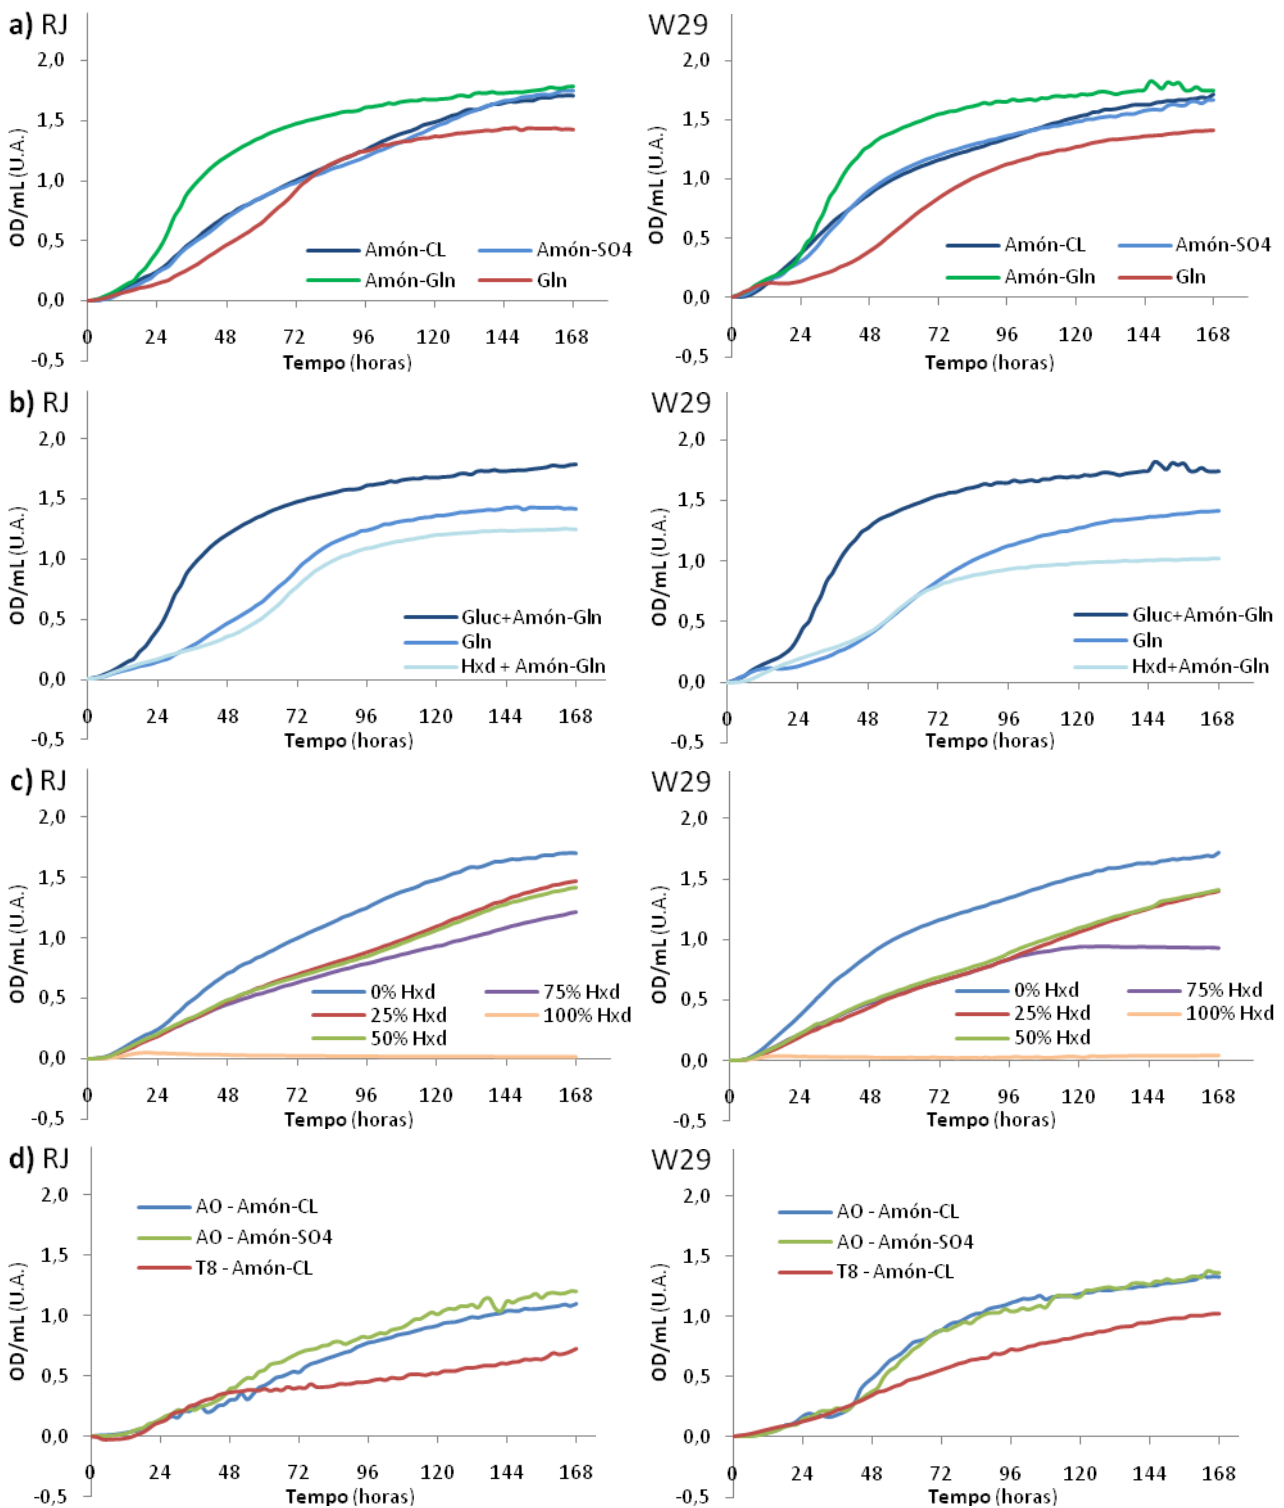 a) RJ
OD/mL (U.A.)
2,0
1,5
1,0
0,5
0,0
-0,5
Amón-CL
Amón-SO4
Amón-Gln
Gln
0 24 48 72 96 120 144 168
Tempo (horas)
W29
OD/mL (U.A.)
2,0
1,5
1,0
0,5
0,0
-0,5
Amón-CL
Amón-SO4
Amón-Gln
Gln
0 24 48 72 96 120 144 168
Tempo (horas)
b) RJ
OD/mL (U.A.)
2,0
1,5
1,0
0,5
0,0
-0,5
Gluc+Amón-Gln
Gln
Hxd + Amón-Gln
0 24 48 72 96 120 144 168
Tempo (horas)
W29
OD/mL (U.A.)
2,0
1,5
1,0
0,5
0,0
-0,5
Gluc+Amón-Gln
Gln
Hxd+Amón-Gln
0 24 48 72 96 120 144 168
Tempo (horas)
c) RJ
OD/mL (U.A.)
2,0
1,5
1,0
0,5
0,0
-0,5
0% Hxd
75% Hxd
25% Hxd
100% Hxd
50% Hxd
0 24 48 72 96 120 144 168
Tempo (horas)
W29
OD/mL (U.A.)
2,0
1,5
1,0
0,5
0,0
-0,5
0% Hxd
75% Hxd
25% Hxd
100% Hxd
50% Hxd
0 24 48 72 96 120 144 168
Tempo (horas)
d) RJ
OD/mL (U.A.)
2,0
1,5
1,0
0,5
0,0
-0,5
AO - Amón-CL
AO - Amón-SO4
T8 - Amón-CL
0 24 48 72 96 120 144 168
Tempo (horas)
W29
OD/mL (U.A.)
2,0
1,5
1,0
0,5
0,0
-0,5
AO - Amón-CL
AO - Amón-SO4
T8 - Amón-CL
0 24 48 72 96 120 144 168
Tempo (horas)